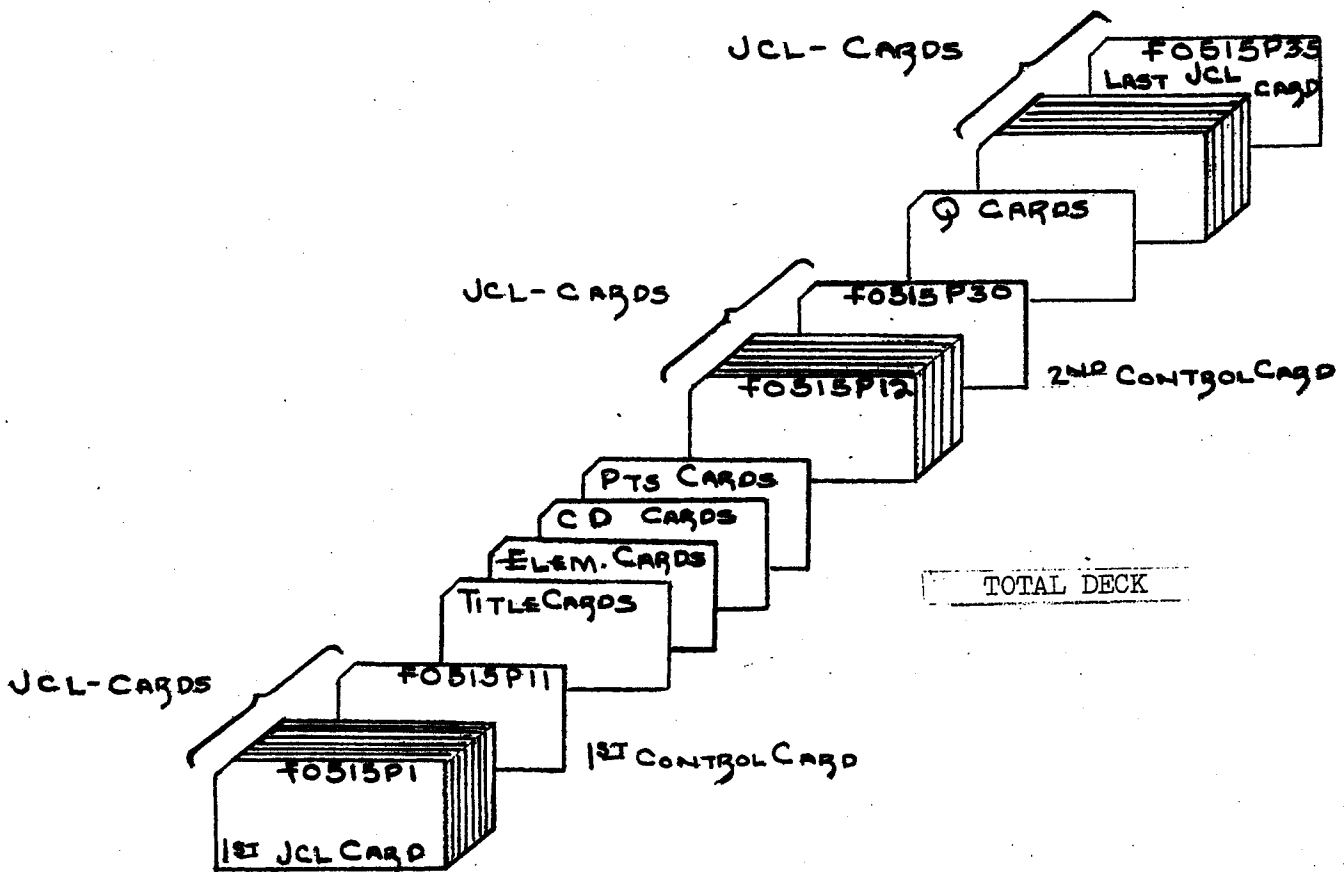 JCL-CARDS
F0515P35
LAST JCL CARD
Q CARDS
JCL-CARDS
F0515P30
2ND CONTROL CARD
F0515P12
PTS CARDS
CD CARDS
ELEM. CARDS
TOTAL DECK
TITLE CARDS
JCL-CARDS
F0515P11
1ST CONTROL CARD
F0515P1
1ST JCL CARD